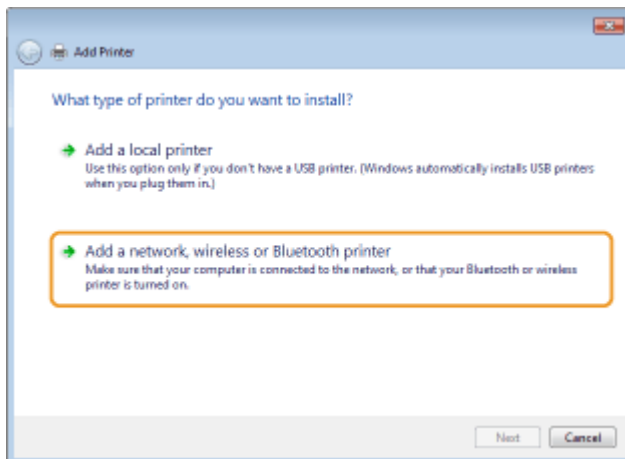 Add Printer
What type of printer do you want to install?
Add a local printer
Use this option only if you don't have a USB printer. (Windows automatically installs USB printers
when you plug them in.)
Add a network, wireless or Bluetooth printer
Make sure that your computer is connected to the network, or that your Bluetooth or wireless
printer is turned on.
Next Cancel